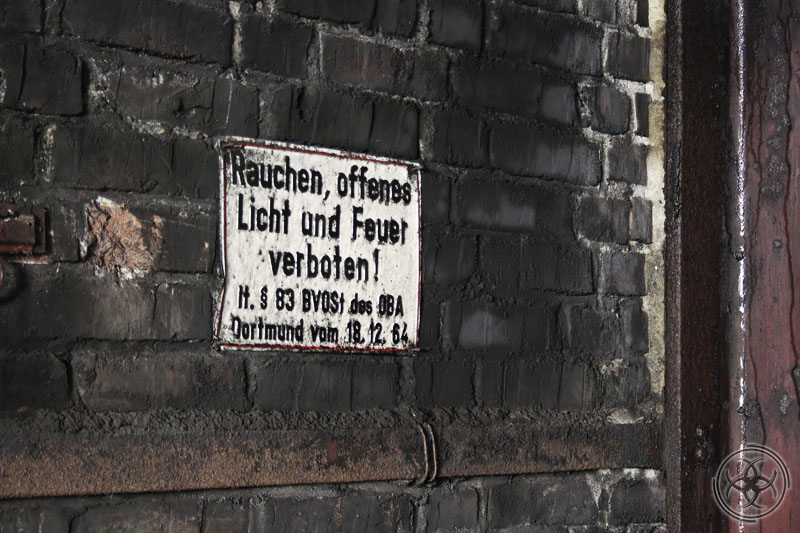 Rauchen, offenes
Licht und Feuer
verboten!
lt. § 83 BVOSt des OBA
Dortmund vom 18. 12. 64